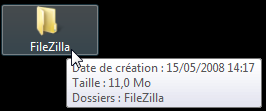 FileZilla
Date de création : 15/05/2008 14:17
Taille : 11,0 Mo
Dossiers : FileZilla